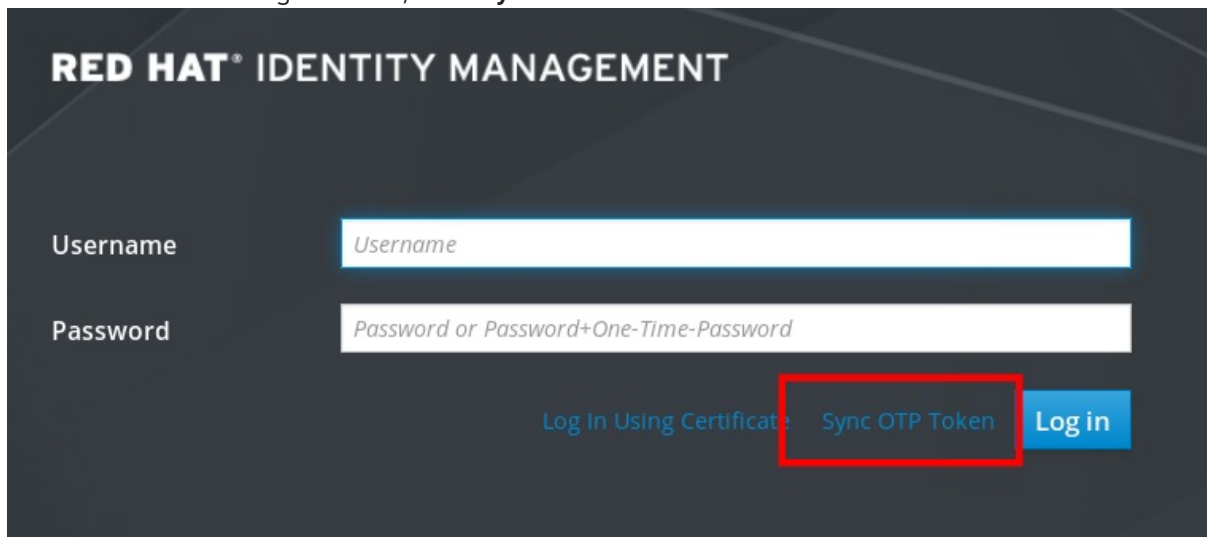 RED HAT® IDENTITY MANAGEMENT
Username Username
Password Password or Password+One-Time-Password
Log In Using Certificate Sync OTP Token Log in